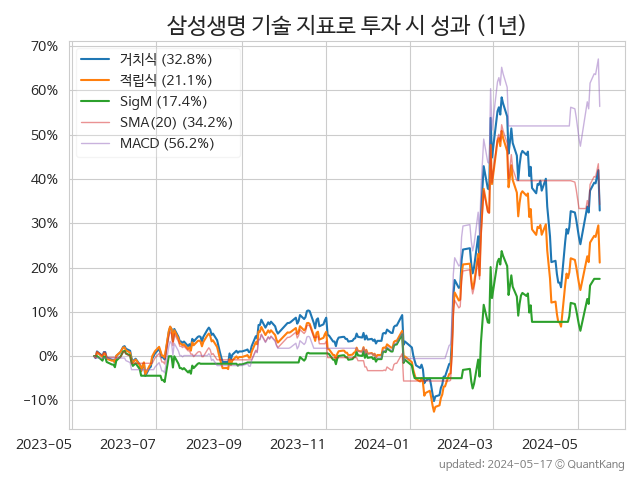 삼성생명 기술 지표로 투자 시 성과 (1년)
거치식 (32.8%)
적립식 (21.1%)
SigM (17.4%)
SMA(20) (34.2%)
MACD (56.2%)
70%
60%
50%
40%
30%
20%
10%
0%
−10%
2023-05 2023-07 2023-09 2023-11 2024-01 2024-03 2024-05
updated: 2024-05-17 © QuantKang